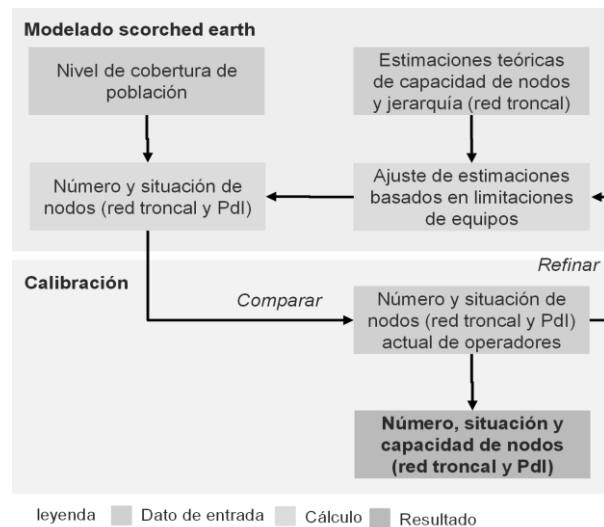 Modelado scorched earth
Nivel de cobertura de
población
Estimaciones teóricas
de capacidad de nodos
y jerarquía (red troncal)
Número y situación de
nodos (red troncal y PdI)
Ajuste de estimaciones
basados en limitaciones
de equipos
Refinar
Calibración
Comparar
Número y situación de
nodos (red troncal y PdI)
actual de operadores
Número, situación y
capacidad de nodos
(red troncal y PdI)
leyenda Dato de entrada Cálculo Resultado